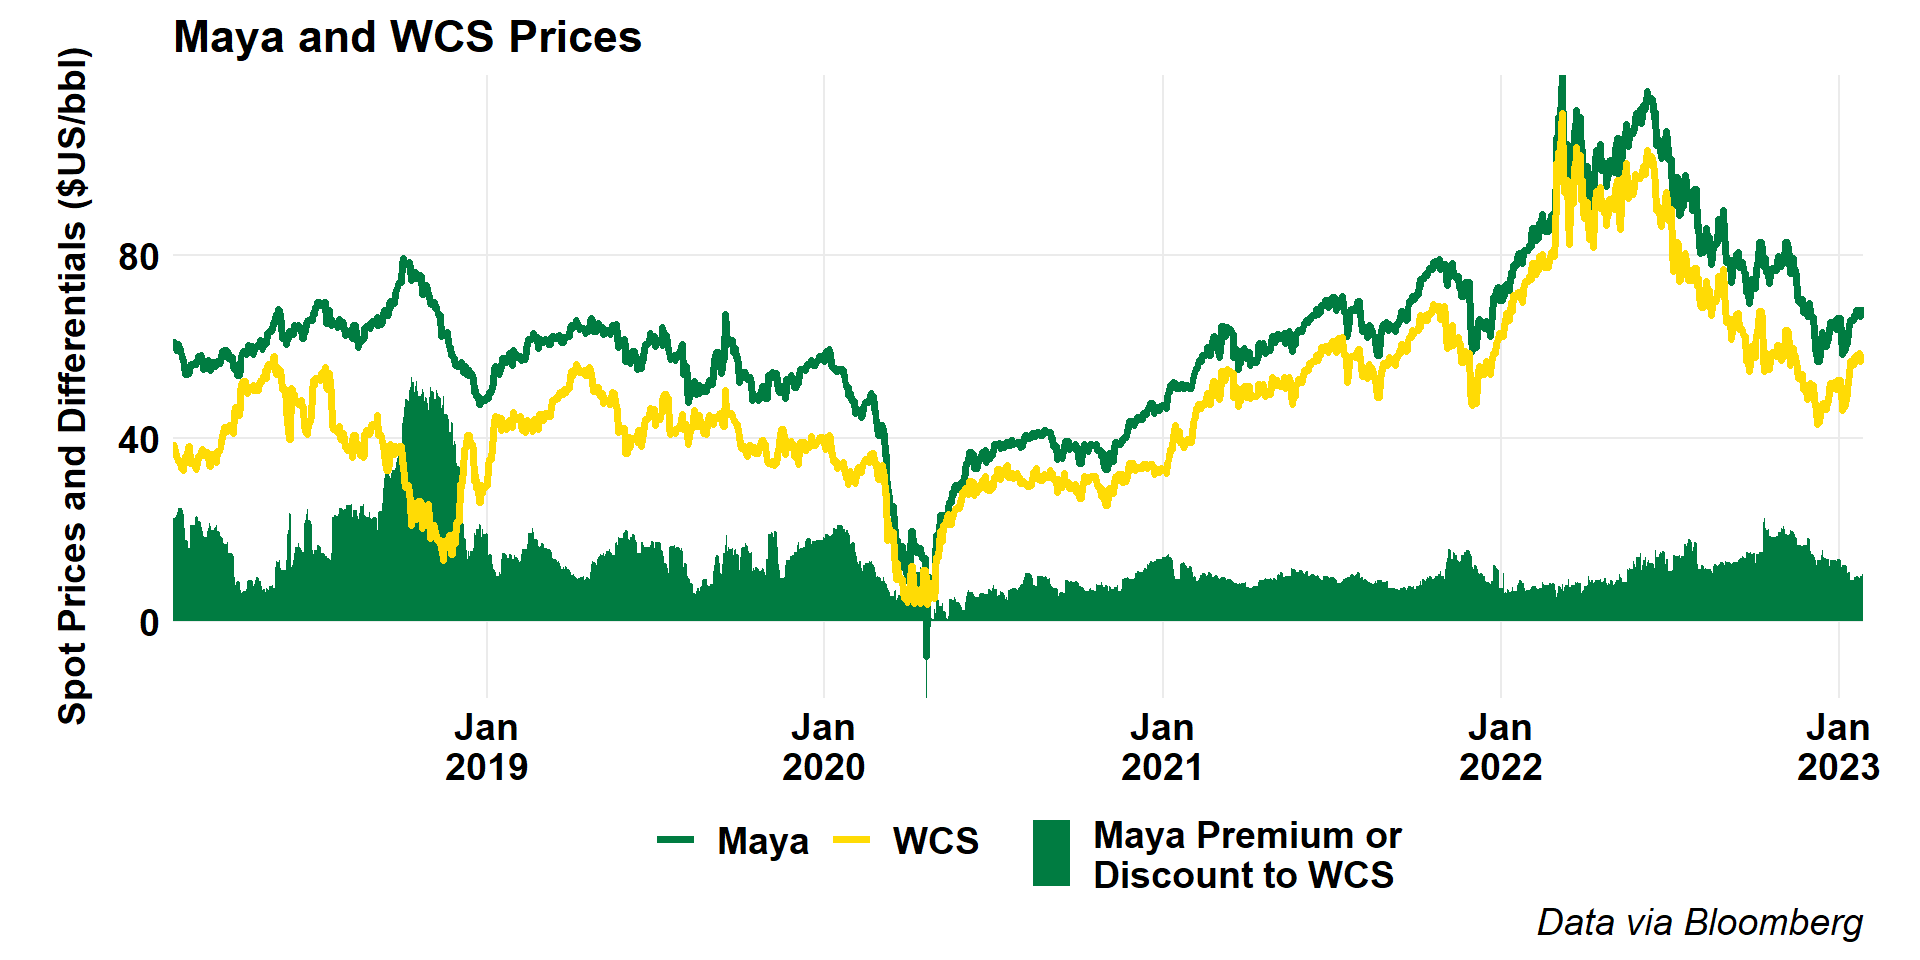 Maya and WCS Prices
Spot Prices and Differentials ($US/bbl)
80
40
0
Jan
2019
Jan
2020
Jan
2021
Jan
2022
Jan
2023
Maya
WCS
Maya Premium or
Discount to WCS
Data via Bloomberg